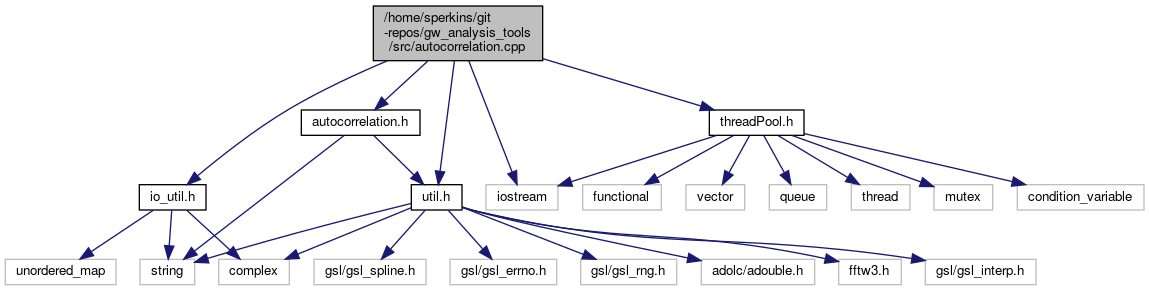 /home/sperkins/git
-repos/gw_analysis_tools
/src/autocorrelation.cpp
autocorrelation.h
threadPool.h
io_util.h
util.h
iostream
functional
vector
queue
thread
mutex
condition_variable
unordered_map
string
complex
gsl/gsl_spline.h
gsl/gsl_errno.h
gsl/gsl_rng.h
adolc/adouble.h
fftw3.h
gsl/gsl_interp.h